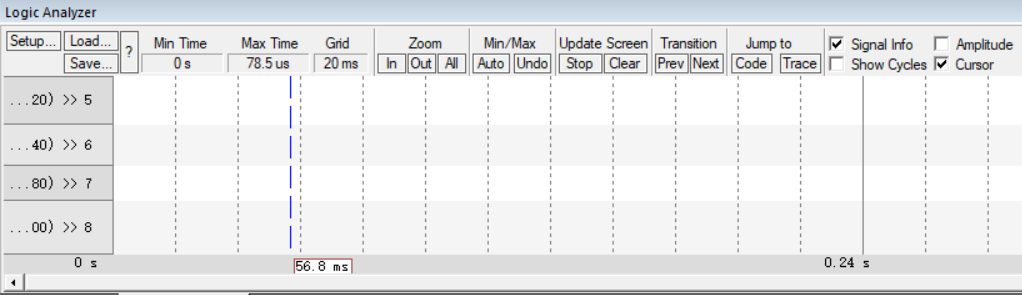 Logic Analyzer
Setup... Load... ? Min Time Max Time Grid Zoom Min/Max Update Screen Transition Jump to Signal Info Amplitude
Save... 0 s 78.5 us 20 ms In Out All Auto Undo Stop Clear Prev Next Code Trace Show Cycles Cursor
...20) >> 5
...40) >> 6
...80) >> 7
...00) >> 8
0 s 56.8 ms 0.24 s